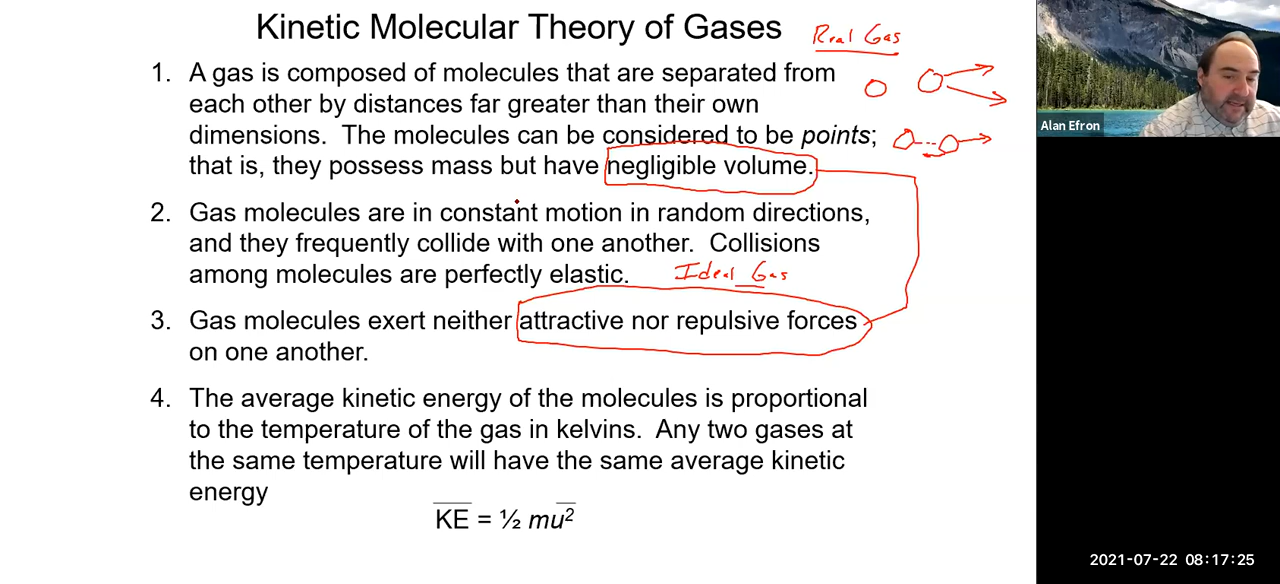 Kinetic Molecular Theory of Gases
Real Gas
1. A gas is composed of molecules that are separated from
each other by distances far greater than their own
dimensions. The molecules can be considered to be points;
that is, they possess mass but have negligible volume.
2. Gas molecules are in constant motion in random directions,
and they frequently collide with one another. Collisions
among molecules are perfectly elastic.
Ideal Gas
3. Gas molecules exert neither attractive nor repulsive forces
on one another.
4. The average kinetic energy of the molecules is proportional
to the temperature of the gas in kelvins. Any two gases at
the same temperature will have the same average kinetic
energy
K̅E̅ = ½ mu̅²
Alan Efron
2021-07-22 08:17:25